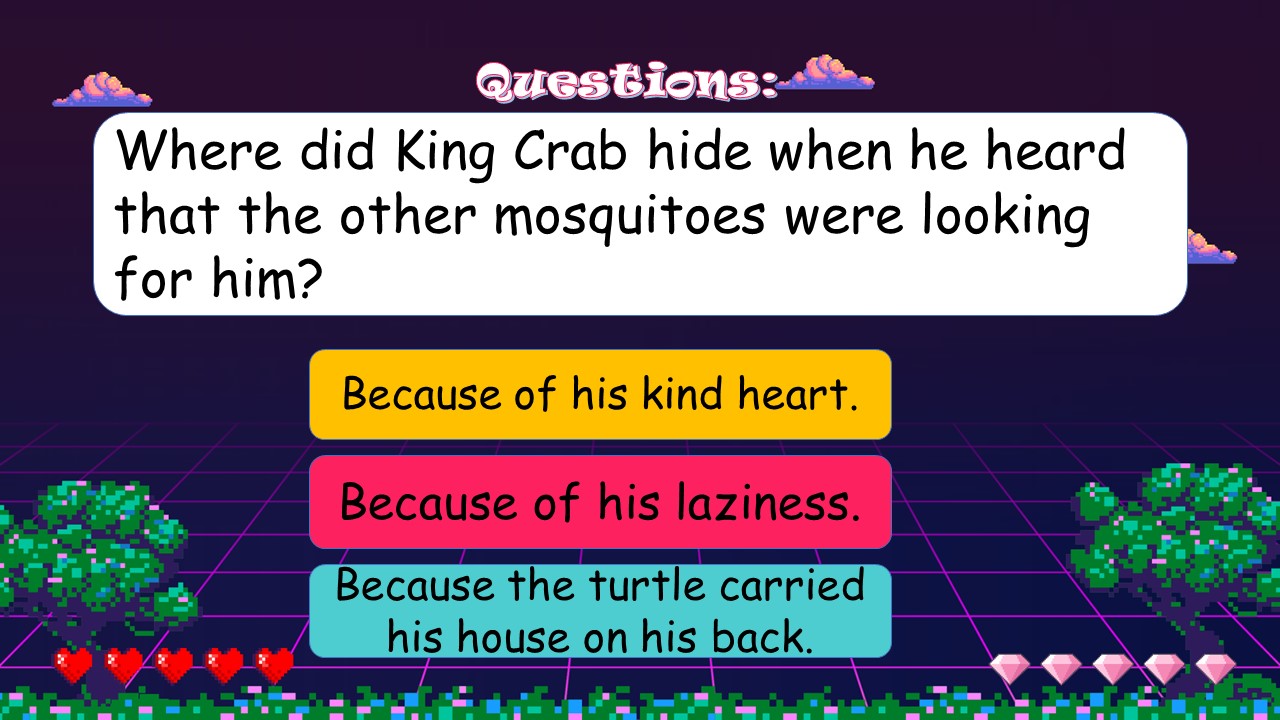 Questions:
Where did King Crab hide when he heard
that the other mosquitoes were looking
for him?
Because of his kind heart.
Because of his laziness.
Because the turtle carried
his house on his back.